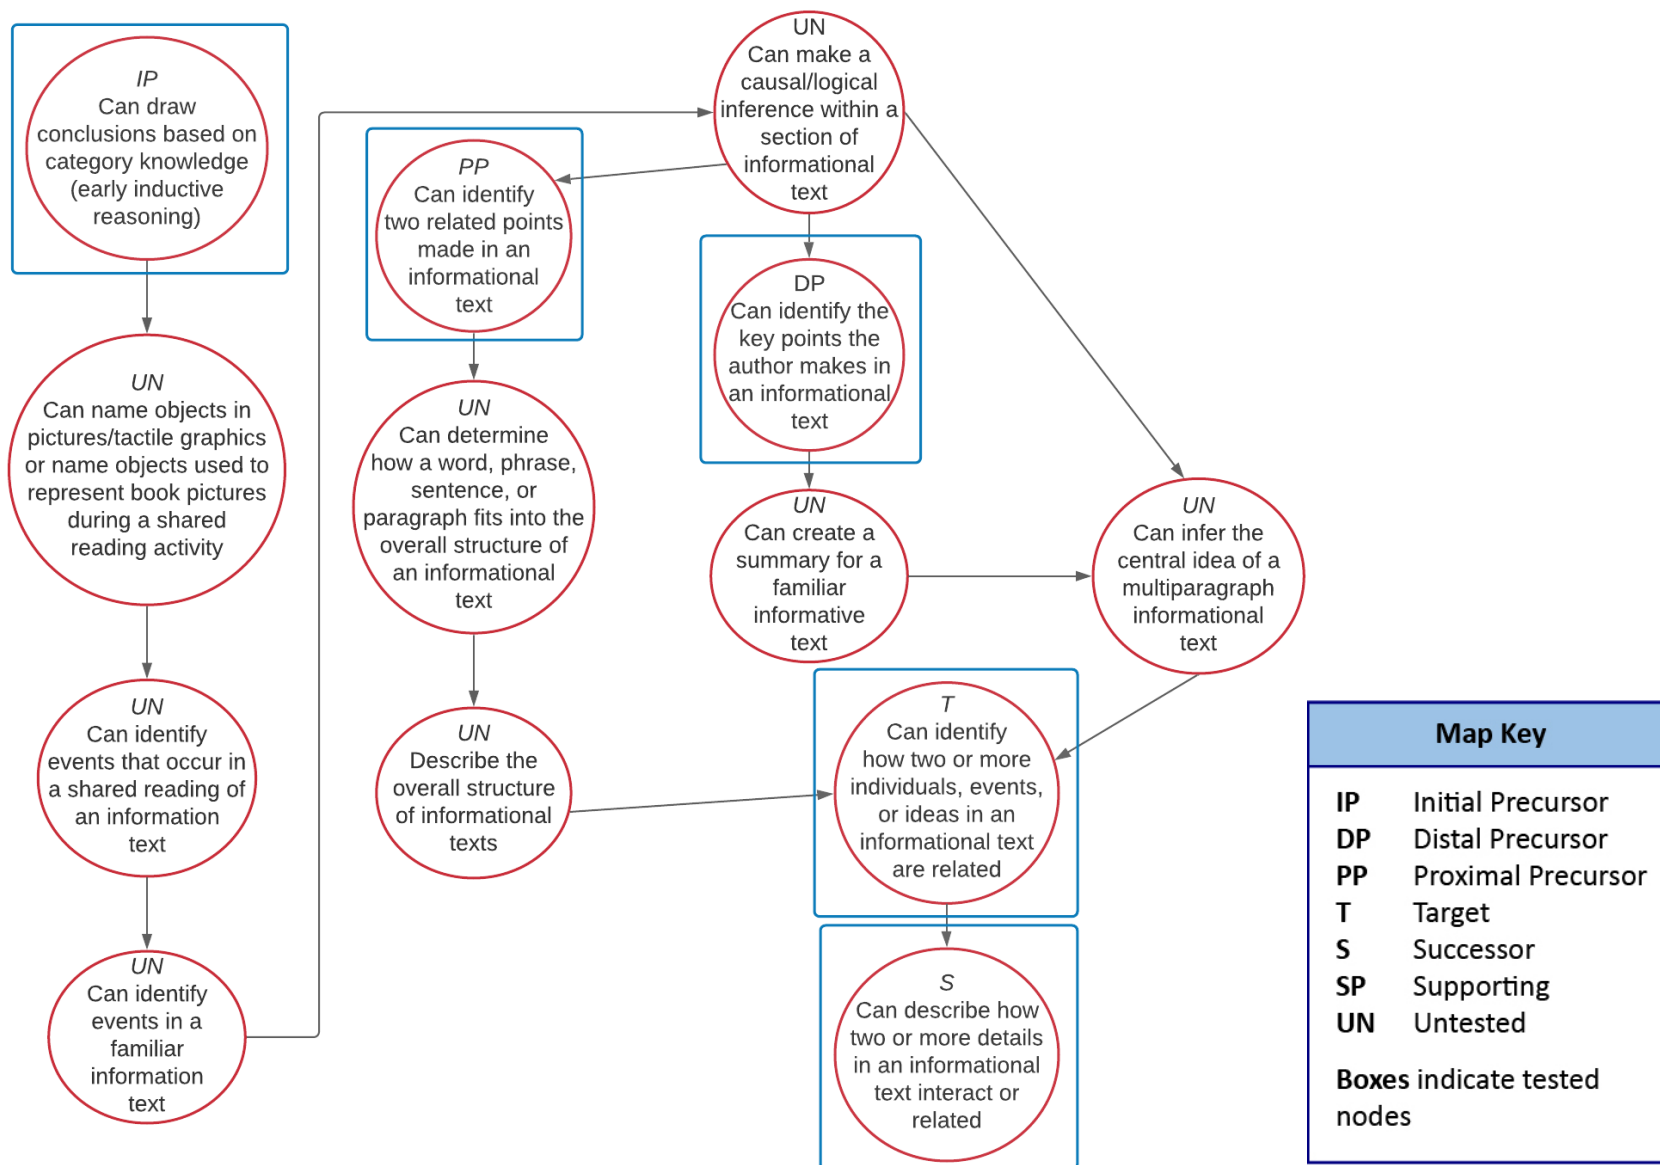 IP
Can draw
conclusions based on
category knowledge
(early inductive
reasoning)
UN
Can name objects in
pictures/tactile graphics
or name objects used to
represent book pictures
during a shared
reading activity
UN
Can identify
events that occur in
a shared reading of
an information
text
UN
Can identify
events in a
familiar
information
text
UN
Can make a
causal/logical
inference within a
section of
informational
text
PP
Can identify
two related points
made in an
informational
text
UN
Can determine
how a word, phrase,
sentence, or
paragraph fits into the
overall structure of
an informational
text
UN
Describe the
overall structure
of informational
texts
DP
Can identify the
key points the
author makes in
an informational
text
UN
Can create a
summary for a
familiar
informative
text
UN
Can infer the
central idea of a
multiparagraph
informational
text
T
Can identify
how two or more
individuals, events,
or ideas in an
informational text
are related
S
Can describe how
two or more details
in an informational
text interact or
related
Map Key
IP Initial Precursor
DP Distal Precursor
PP Proximal Precursor
T Target
S Successor
SP Supporting
UN Untested
Boxes indicate tested
nodes